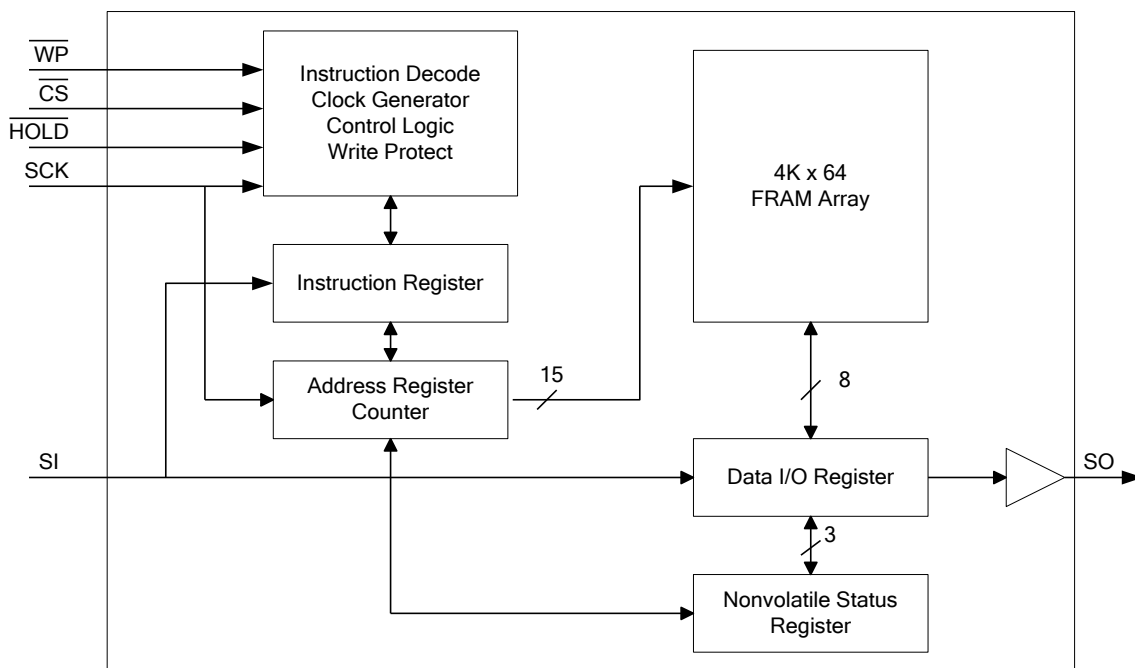 WP
CS
HOLD
SCK
Instruction Decode
Clock Generator
Control Logic
Write Protect
4K x 64
FRAM Array
Instruction Register
Address Register
Counter
15
8
SI
Data I/O Register
SO
3
Nonvolatile Status
Register